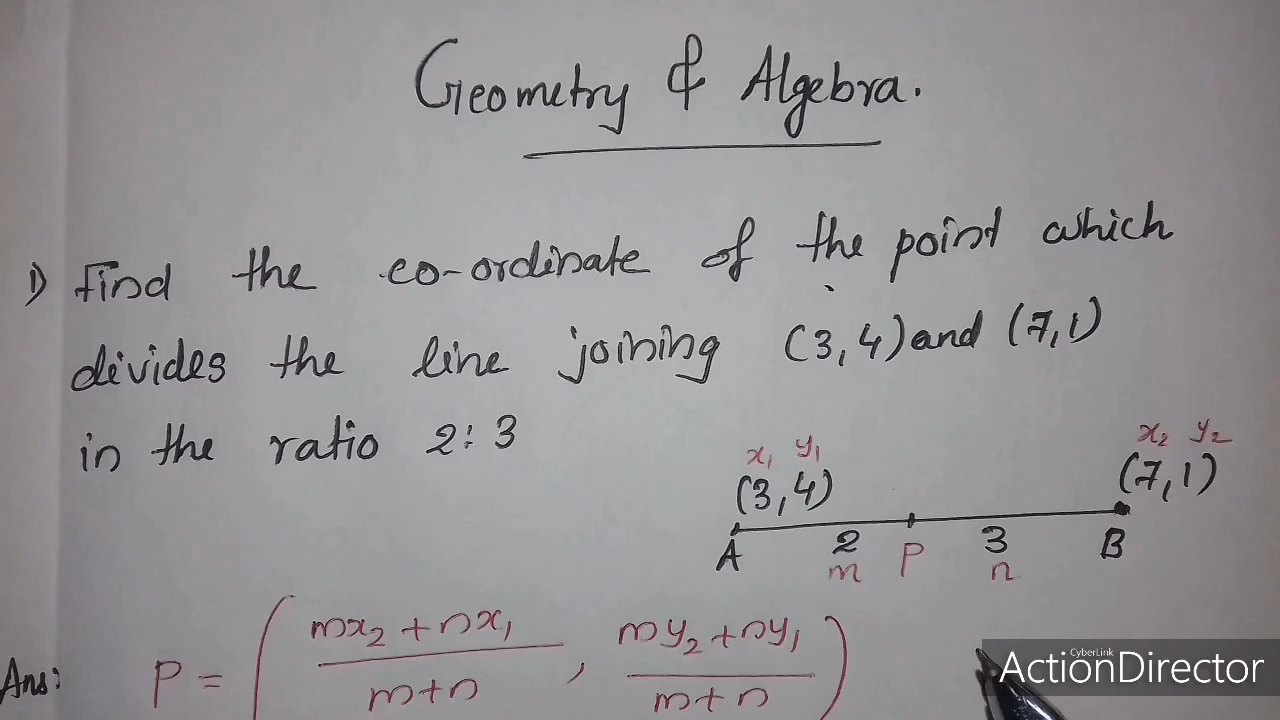 Geometry & Algebra.
1) Find the co-ordinate of the point which
divides the line joining (3,4) and (7,1)
in the ratio 2:3
x₁ y₁
(3,4)
x₂ y₂
(7,1)
A 2 P 3 B
m n
Ans: P = ( mx₂ + nx₁ / m+n , my₂ + ny₁ / m+n )
CyberLink
ActionDirector